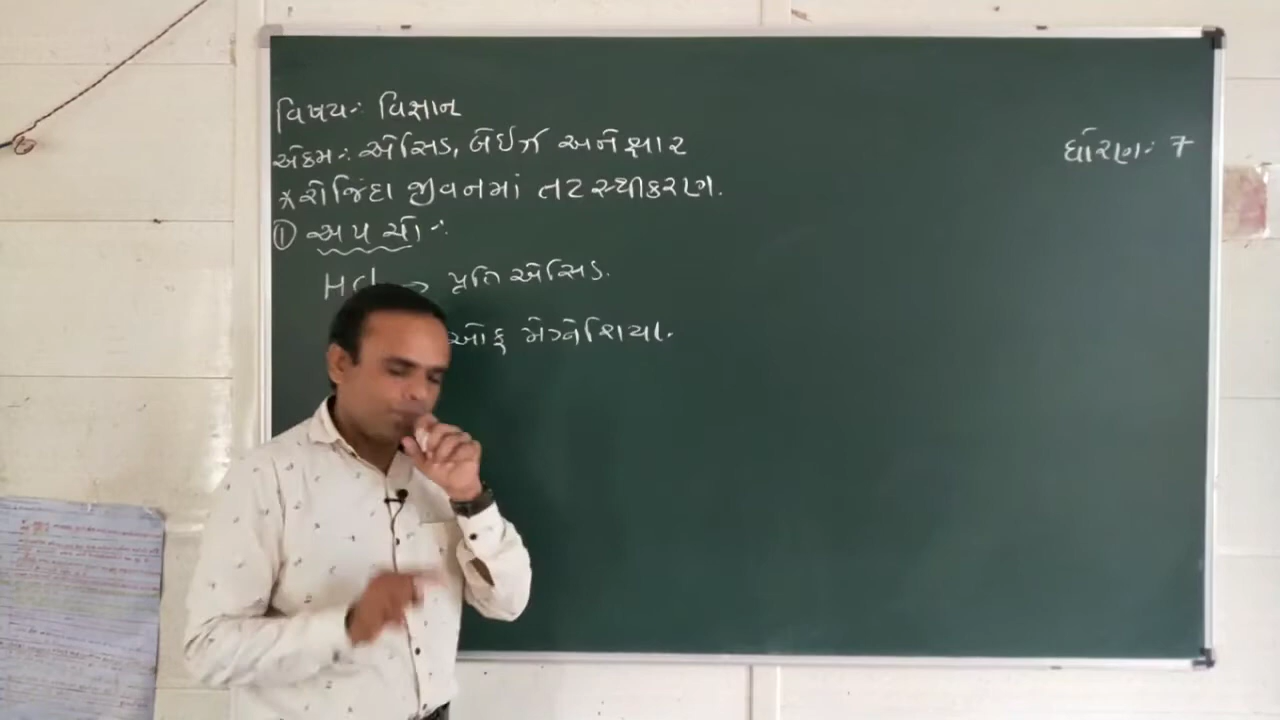 વિષય:- વિજ્ઞાન
એકમ:- એસિડ, બેઈઝ અને ક્ષાર
ધોરણ:- 7
* રોજિંદા જીવનમાં તટસ્થીકરણ.
① અપચો:-
HCl → પ્રતિએસિડ.
ઓફ મેગ્નેશિયા.